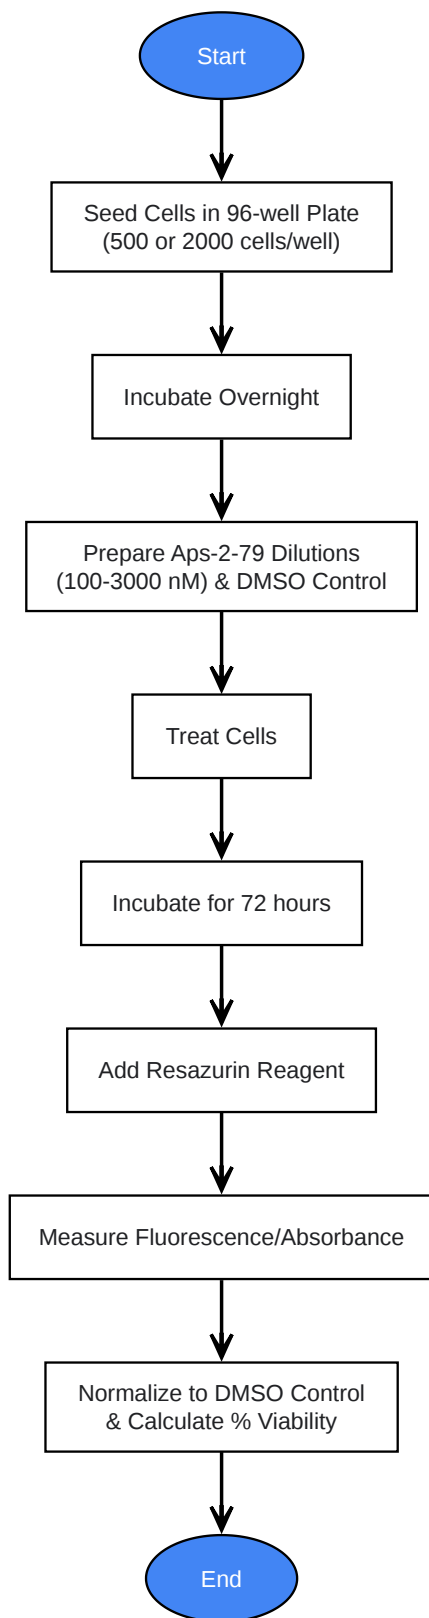 Start
Seed Cells in 96-well Plate
(500 or 2000 cells/well)
Incubate Overnight
Prepare Aps-2-79 Dilutions
(100-3000 nM) & DMSO Control
Treat Cells
Incubate for 72 hours
Add Resazurin Reagent
Measure Fluorescence/Absorbance
Normalize to DMSO Control
& Calculate % Viability
End